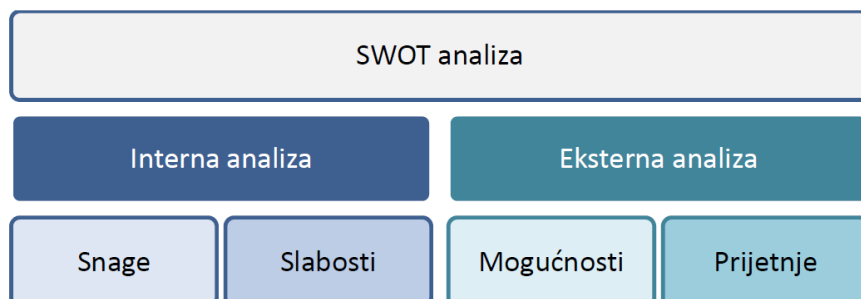 SWOT analiza
Interna analiza
Eksterna analiza
Snage
Slabosti
Mogućnosti
Prijetnje